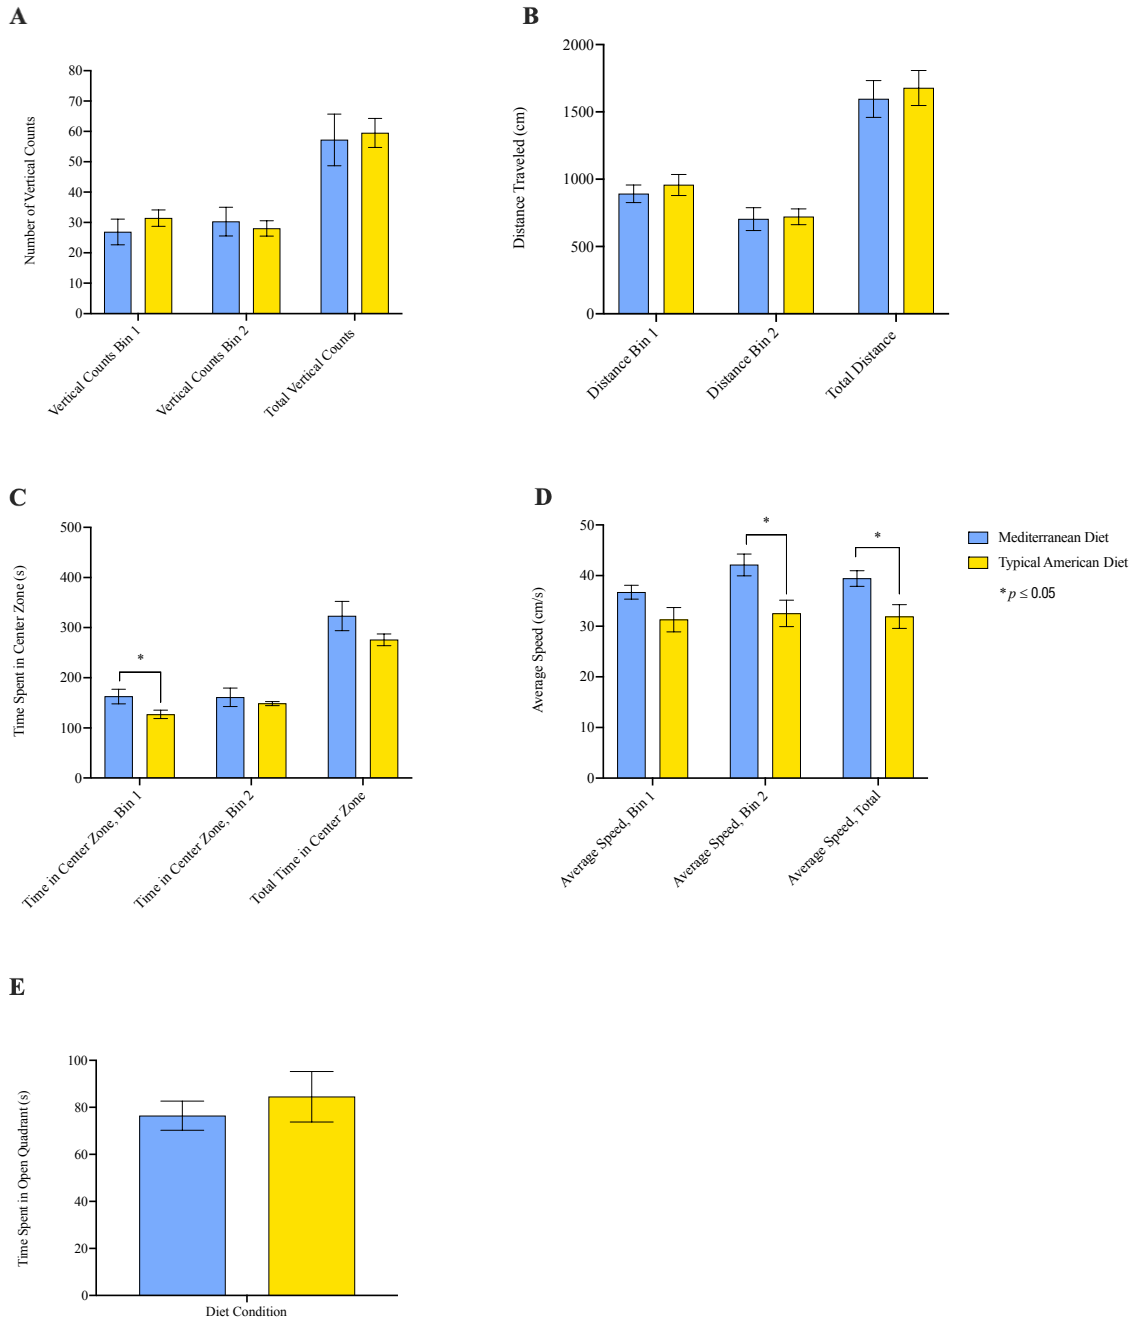 A
Number of Vertical Counts
80
70
60
50
40
30
20
10
0
Vertical Counts Bin 1
Vertical Counts Bin 2
Total Vertical Counts
B
Distance Traveled (cm)
2000
1500
1000
500
0
Distance Bin 1
Distance Bin 2
Total Distance
C
Time Spent in Center Zone (s)
500
400
300
200
100
0
*
Time in Center Zone, Bin 1
Time in Center Zone, Bin 2
Total Time in Center Zone
D
Average Speed (cm/s)
50
40
30
20
10
0
*
*
Average Speed, Bin 1
Average Speed, Bin 2
Average Speed, Total
Mediterranean Diet
Typical American Diet
* p ≤ 0.05
E
Time Spent in Open Quadrant (s)
100
80
60
40
20
0
Diet Condition